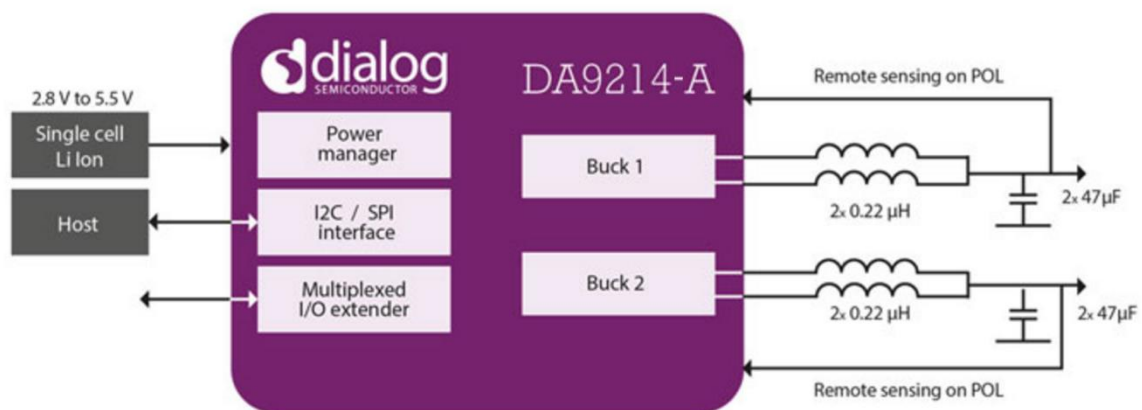 dialog
SEMICONDUCTOR
DA9214-A
Remote sensing on POL
2.8 V to 5.5 V
Single cell
Li Ion
Power
manager
Buck 1
2x 0.22 µH
2x 47µF
Host
I2C / SPI
interface
Multiplexed
I/O extender
Buck 2
2x 0.22 µH
2x 47µF
Remote sensing on POL